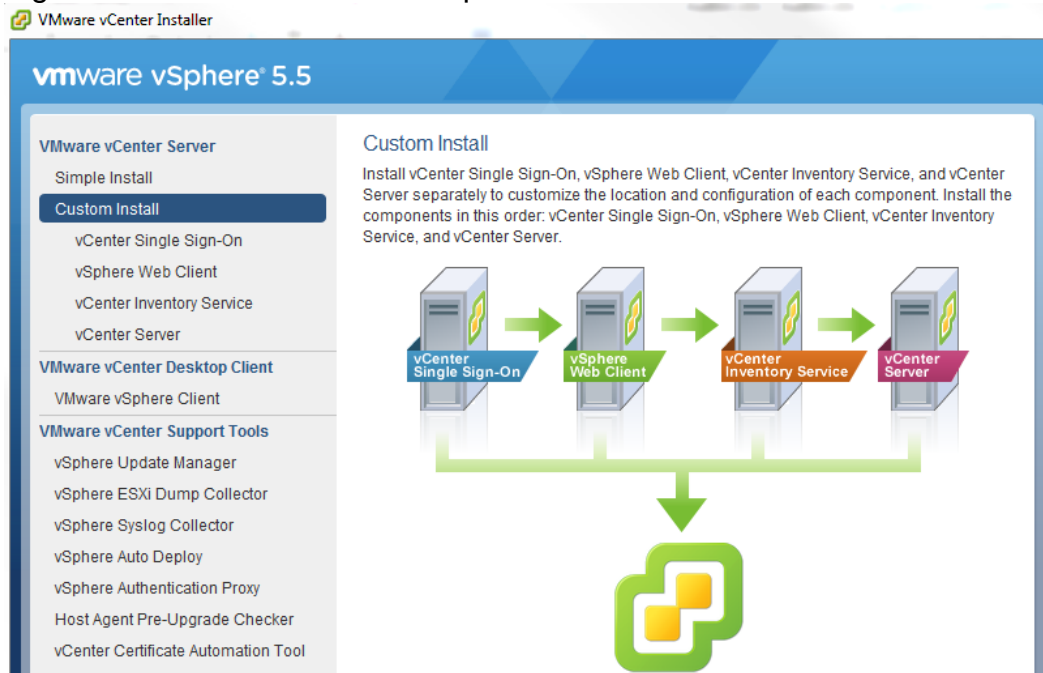 VMware vCenter Installer
vmware vSphere® 5.5
VMware vCenter Server
Simple Install
Custom Install
vCenter Single Sign-On
vSphere Web Client
vCenter Inventory Service
vCenter Server
VMware vCenter Desktop Client
VMware vSphere Client
VMware vCenter Support Tools
vSphere Update Manager
vSphere ESXi Dump Collector
vSphere Syslog Collector
vSphere Auto Deploy
vSphere Authentication Proxy
Host Agent Pre-Upgrade Checker
vCenter Certificate Automation Tool
Custom Install
Install vCenter Single Sign-On, vSphere Web Client, vCenter Inventory Service, and vCenter
Server separately to customize the location and configuration of each component. Install the
components in this order: vCenter Single Sign-On, vSphere Web Client, vCenter Inventory
Service, and vCenter Server.
vCenter
Single Sign-On
vSphere
Web Client
vCenter
Inventory Service
vCenter
Server